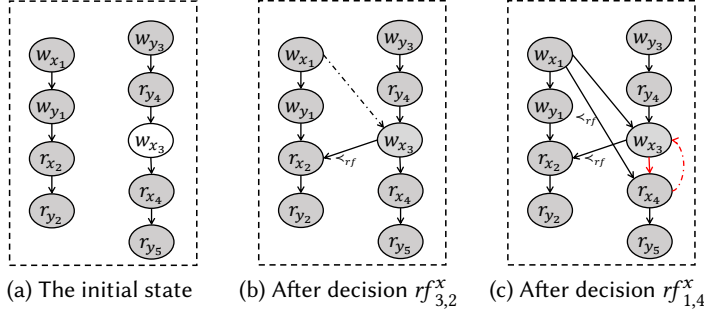 w_{x_1}
w_{y_1}
r_{x_2}
r_{y_2}
w_{y_3}
r_{y_4}
w_{x_3}
r_{x_4}
r_{y_5}
(a) The initial state
w_{x_1}
w_{y_1}
r_{x_2}
r_{y_2}
w_{y_3}
r_{y_4}
w_{x_3}
≺_{rf}
r_{x_4}
r_{y_5}
(b) After decision rf^x_{3,2}
w_{x_1}
w_{y_1}
r_{x_2}
r_{y_2}
w_{y_3}
r_{y_4}
≺_{rf}
w_{x_3}
≺_{rf}
r_{x_4}
r_{y_5}
(c) After decision rf^x_{1,4}